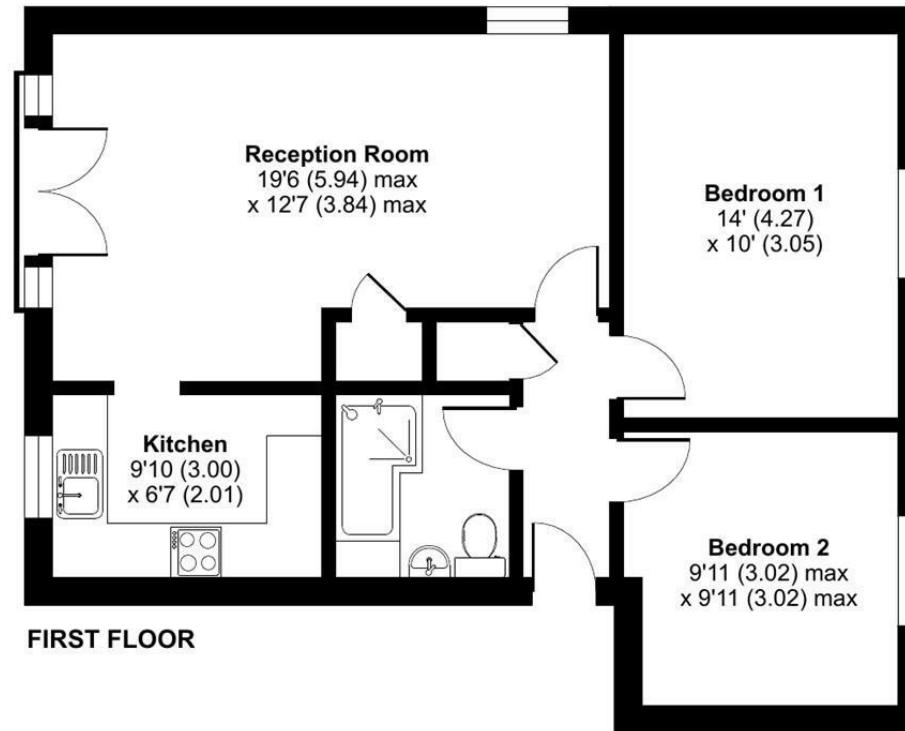 Reception Room
19'6 (5.94) max
x 12'7 (3.84) max
Bedroom 1
14' (4.27)
x 10' (3.05)
Kitchen
9'10 (3.00)
x 6'7 (2.01)
Bedroom 2
9'11 (3.02) max
x 9'11 (3.02) max
FIRST FLOOR